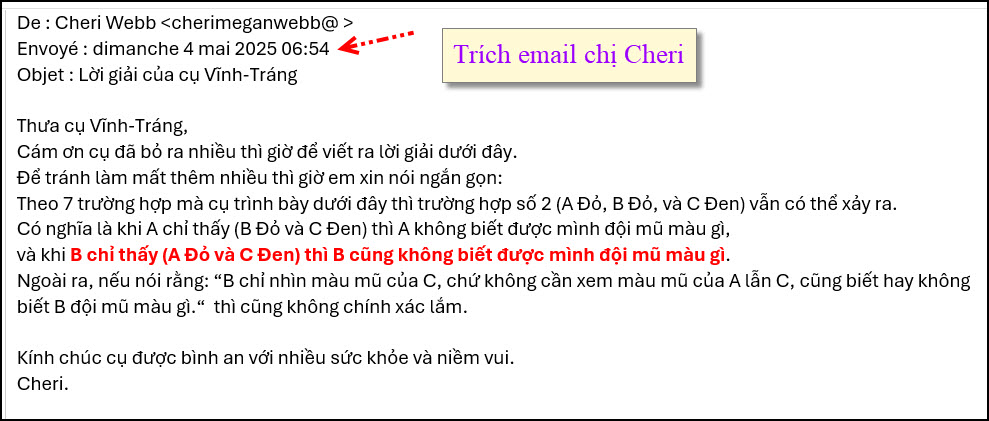 De : Cheri Webb <cherimeganwebb@ >
Envoyé : dimanche 4 mai 2025 06:54
Objet : Lời giải của cụ Vĩnh-Tráng
Trích email chị Cheri
Thưa cụ Vĩnh-Tráng,
Cám ơn cụ đã bỏ ra nhiều thì giờ để viết ra lời giải dưới đây.
Để tránh làm mất thêm nhiều thì giờ em xin nói ngắn gọn:
Theo 7 trường hợp mà cụ trình bày dưới đây thì trường hợp số 2 (A Đỏ, B Đỏ, và C Đen) vẫn có thể xảy ra.
Có nghĩa là khi A chỉ thấy (B Đỏ và C Đen) thì A không biết được mình đội mũ màu gì,
và khi B chỉ thấy (A Đỏ và C Đen) thì B cũng không biết được mình đội mũ màu gì.
Ngoài ra, nếu nói rằng: “B chỉ nhìn màu mũ của C, chứ không cần xem màu mũ của A lẫn C, cũng biết hay không
biết B đội mũ màu gì.“ thì cũng không chính xác lắm.
Kính chúc cụ được bình an với nhiều sức khỏe và niềm vui.
Cheri.